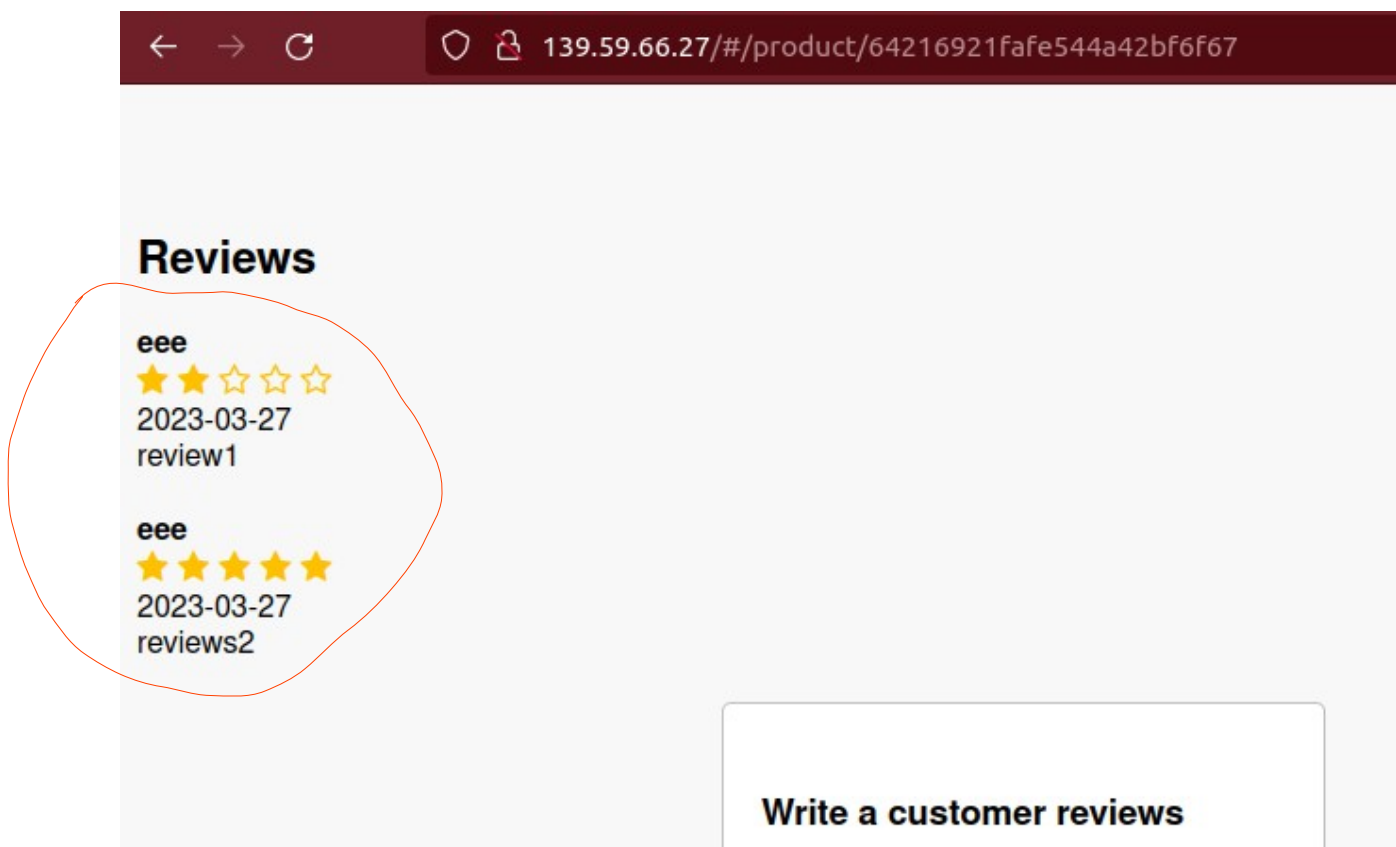 139.59.66.27/#/product/64216921fafe544a42bf6f67
Reviews
eee
2023-03-27
review1
eee
2023-03-27
reviews2
Write a customer reviews